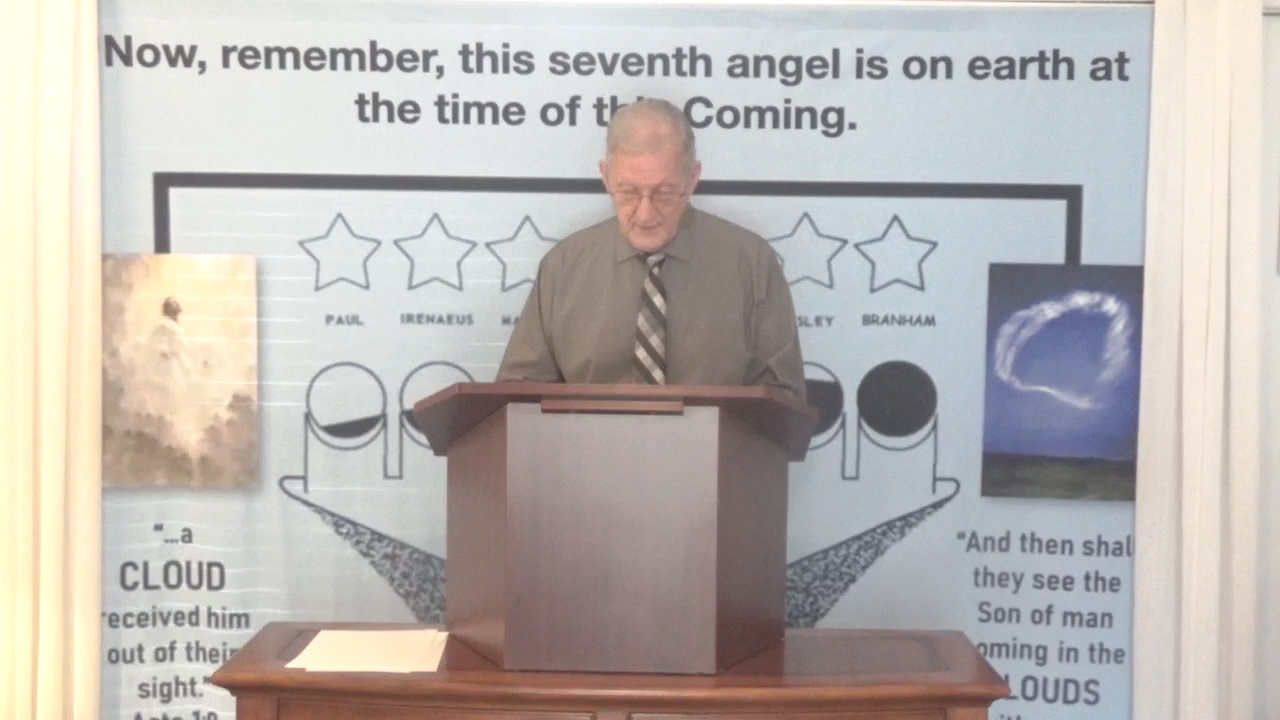 Now, remember, this seventh angel is on earth at
the time of Coming.
PAUL IRENAEUS BRANHAM
"...a
CLOUD
received him
out of their
sight."
"And then shal
they see the
Son of man
oming in the
LOUDS